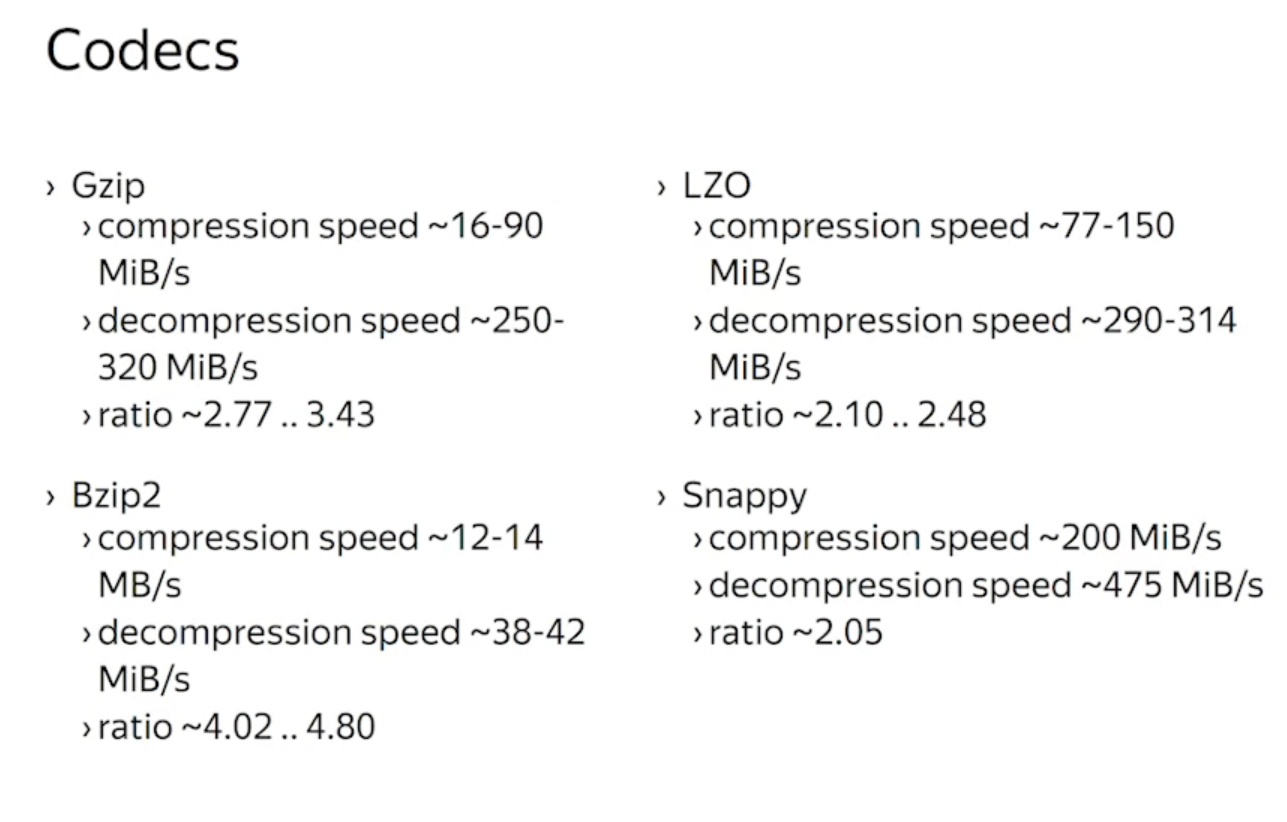 Codecs
› Gzip
› compression speed ~16-90
MiB/s
› decompression speed ~250-
320 MiB/s
› ratio ~2.77 .. 3.43
› Bzip2
› compression speed ~12-14
MB/s
› decompression speed ~38-42
MiB/s
› ratio ~4.02 .. 4.80
› LZO
› compression speed ~77-150
MiB/s
› decompression speed ~290-314
MiB/s
› ratio ~2.10 .. 2.48
› Snappy
› compression speed ~200 MiB/s
› decompression speed ~475 MiB/s
› ratio ~2.05